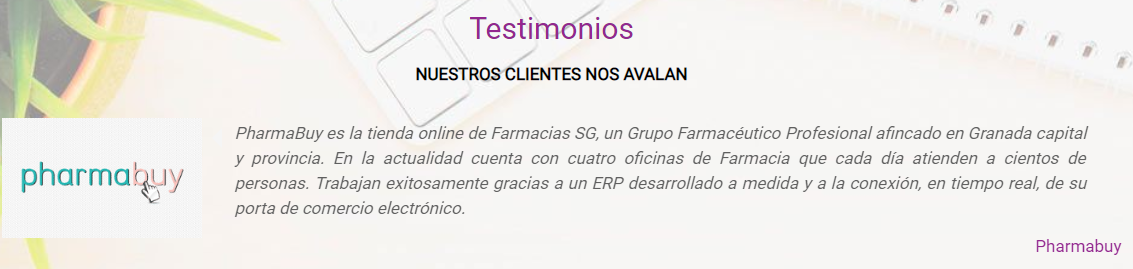 Testimonios
NUESTROS CLIENTES NOS AVALAN
pharmabuy
PharmaBuy es la tienda online de Farmacias SG, un Grupo Farmacéutico Profesional afincado en Granada capital
y provincia. En la actualidad cuenta con cuatro oficinas de Farmacia que cada día atienden a cientos de
personas. Trabajan exitosamente gracias a un ERP desarrollado a medida y a la conexión, en tiempo real, de su
porta de comercio electrónico.
Pharmabuy